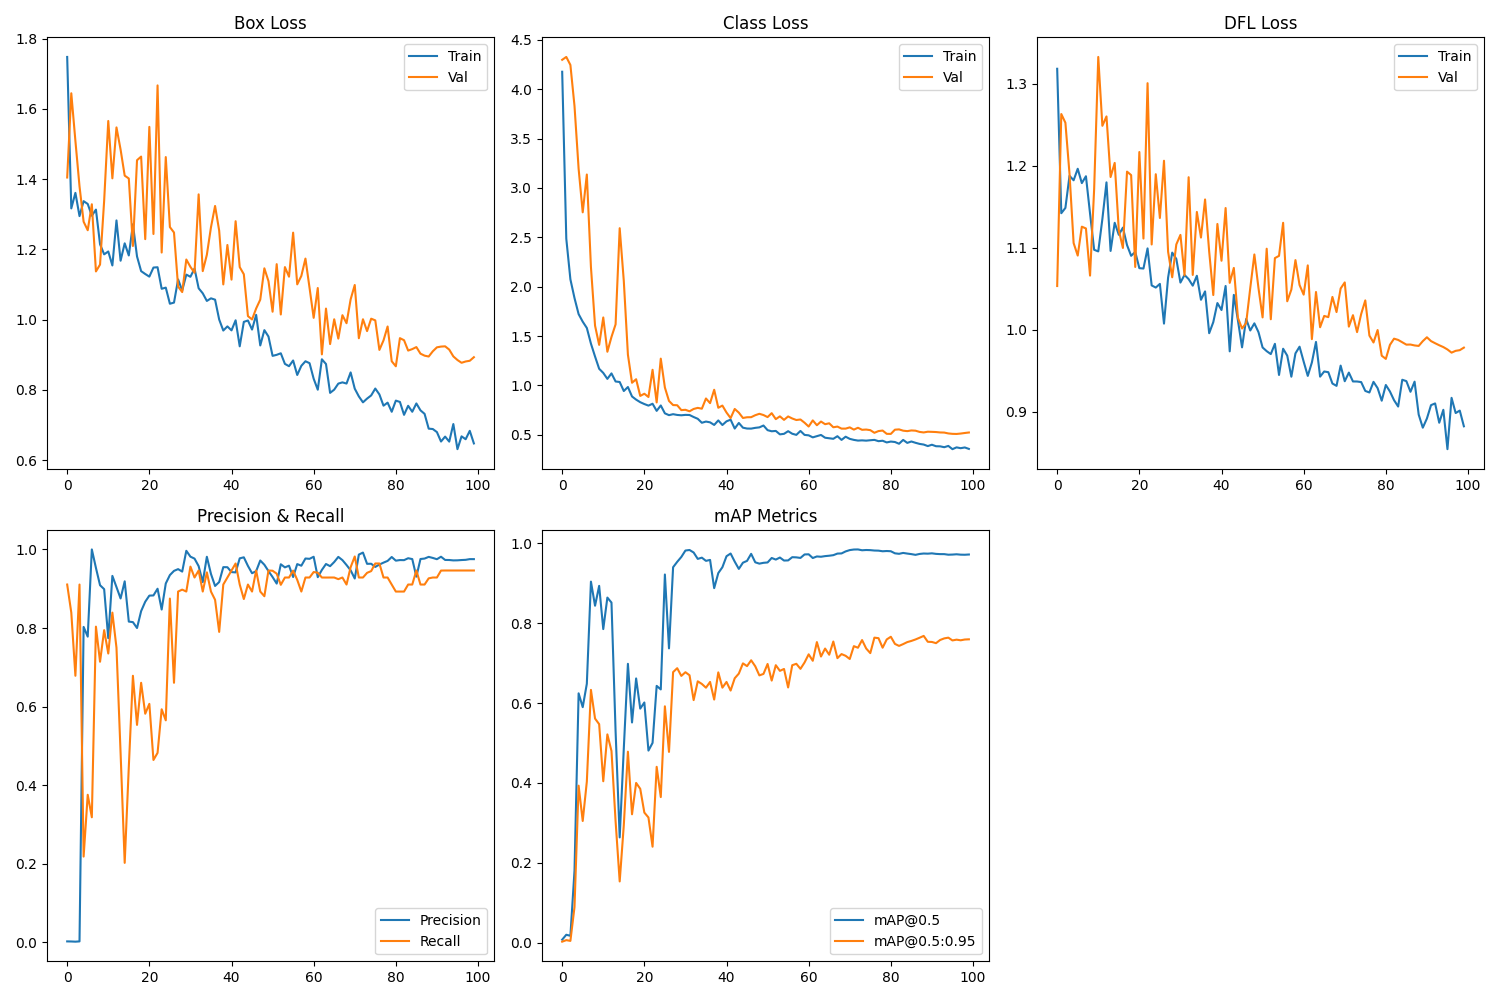 Box Loss
1.8
1.6
1.4
1.2
1.0
0.8
0.6
0 20 40 60 80 100
Train
Val
Class Loss
4.5
4.0
3.5
3.0
2.5
2.0
1.5
1.0
0.5
0 20 40 60 80 100
Train
Val
DFL Loss
1.3
1.2
1.1
1.0
0.9
0 20 40 60 80 100
Train
Val
Precision & Recall
1.0
0.8
0.6
0.4
0.2
0.0
0 20 40 60 80 100
Precision
Recall
mAP Metrics
1.0
0.8
0.6
0.4
0.2
0.0
0 20 40 60 80 100
mAP@0.5
mAP@0.5:0.95